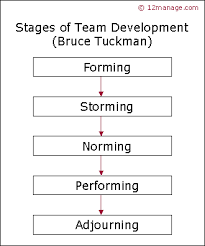 © 12manage.com
Stages of Team Development
(Bruce Tuckman)
Forming
Storming
Norming
Performing
Adjourning